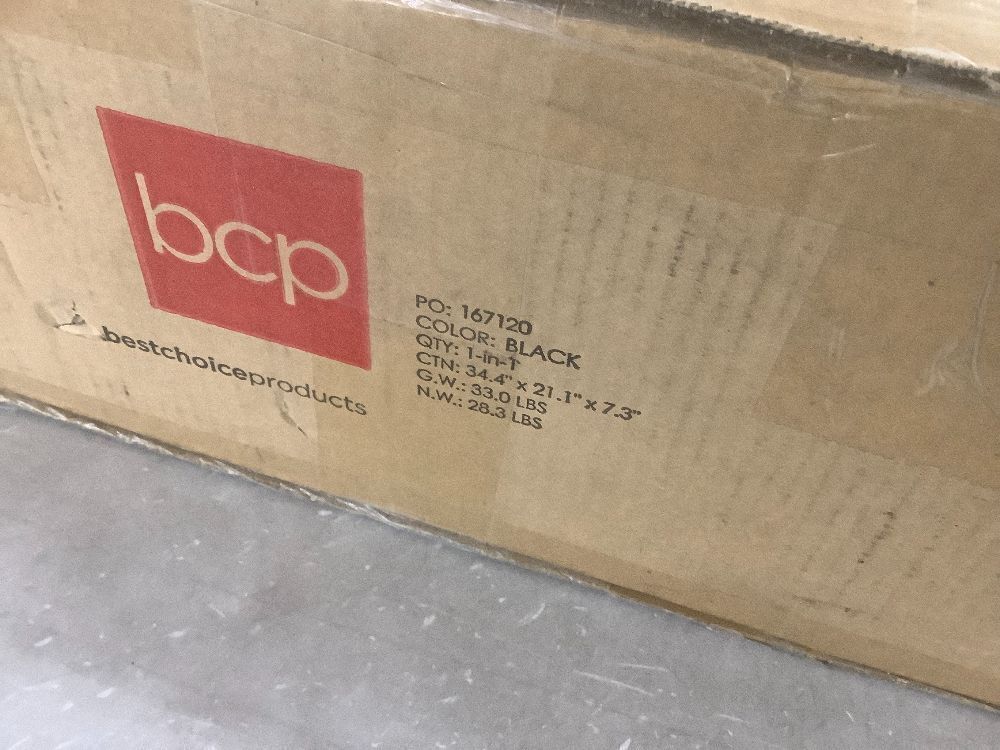 bcp
bestchoiceproducts
PO: 167120
COLOR: BLACK
QTY: 1-in-1
CTN: 34.4" x 21.1" x 7.3"
G.W.: 33.0 LBS
N.W.: 28.3 LBS